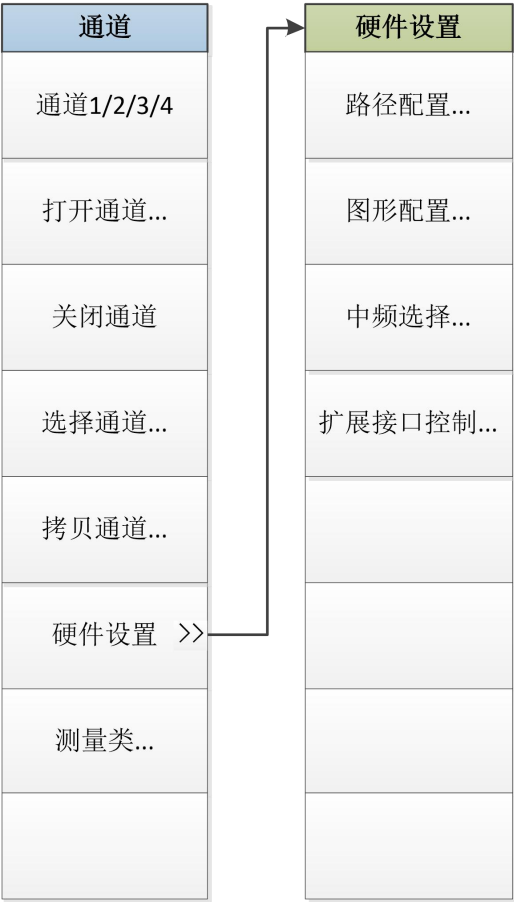 通道
通道1/2/3/4
打开通道...
关闭通道
选择通道...
拷贝通道...
硬件设置 >>
测量类...
硬件设置
路径配置...
图形配置...
中频选择...
扩展接口控制...